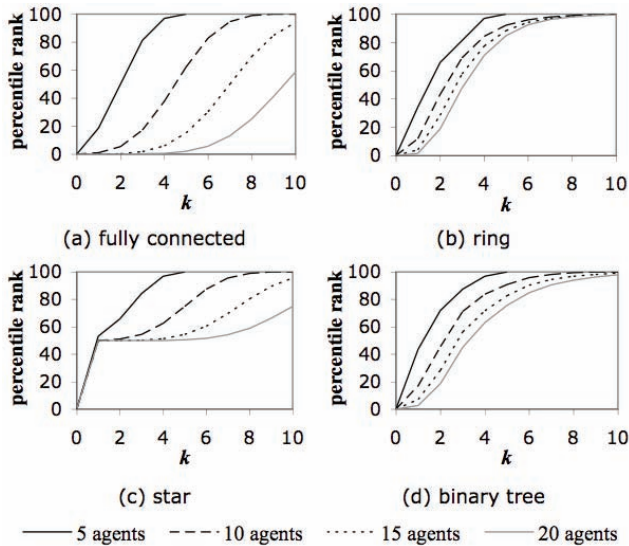 percentile rank
100
80
60
40
20
0
0 2 4 6 8 10
k
(a) fully connected
percentile rank
100
80
60
40
20
0
0 2 4 6 8 10
k
(b) ring
percentile rank
100
80
60
40
20
0
0 2 4 6 8 10
k
(c) star
percentile rank
100
80
60
40
20
0
0 2 4 6 8 10
k
(d) binary tree
5 agents 10 agents 15 agents 20 agents